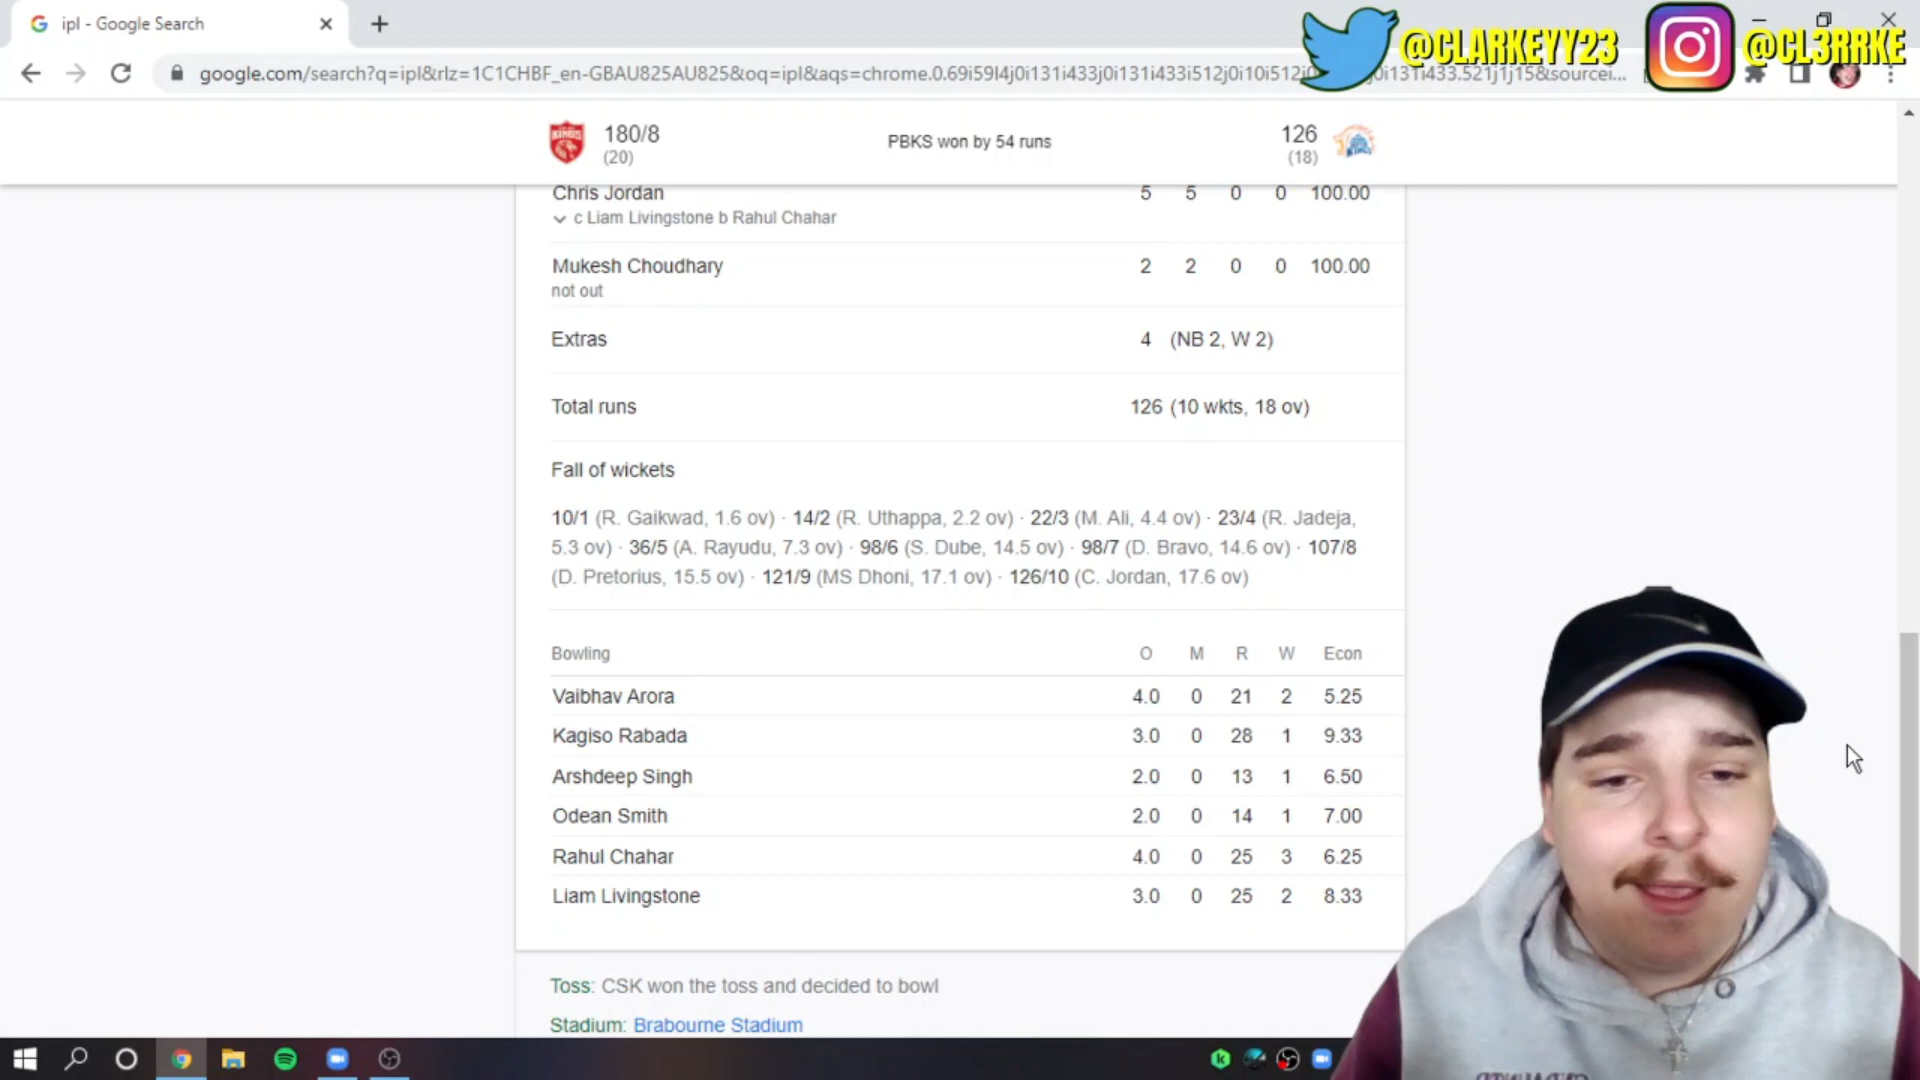 ipl - Google Search
@CLARKEYY23
@CL3RRKE
google.com/search?q=ipl&rlz=1C1CHBF_en-GBAU825AU825&oq=ipl&aqs=chrome.0.69i59l4j0i131i433j0i131i433i512j0i10i512j0 j0i131i433.521j1j15&sourcei...
KINGS
180/8
(20)
PBKS won by 54 runs
126
(18)
Chris Jordan 5 5 0 0 100.00
c Liam Livingstone b Rahul Chahar
Mukesh Choudhary 2 2 0 0 100.00
not out
Extras 4 (NB 2, W 2)
Total runs 126 (10 wkts, 18 ov)
Fall of wickets
10/1 (R. Gaikwad, 1.6 ov) · 14/2 (R. Uthappa, 2.2 ov) · 22/3 (M. Ali, 4.4 ov) · 23/4 (R. Jadeja,
5.3 ov) · 36/5 (A. Rayudu, 7.3 ov) · 98/6 (S. Dube, 14.5 ov) · 98/7 (D. Bravo, 14.6 ov) · 107/8
(D. Pretorius, 15.5 ov) · 121/9 (MS Dhoni, 17.1 ov) · 126/10 (C. Jordan, 17.6 ov)
Bowling O M R W Econ
Vaibhav Arora 4.0 0 21 2 5.25
Kagiso Rabada 3.0 0 28 1 9.33
Arshdeep Singh 2.0 0 13 1 6.50
Odean Smith 2.0 0 14 1 7.00
Rahul Chahar 4.0 0 25 3 6.25
Liam Livingstone 3.0 0 25 2 8.33
Toss: CSK won the toss and decided to bowl
Stadium: Brabourne Stadium